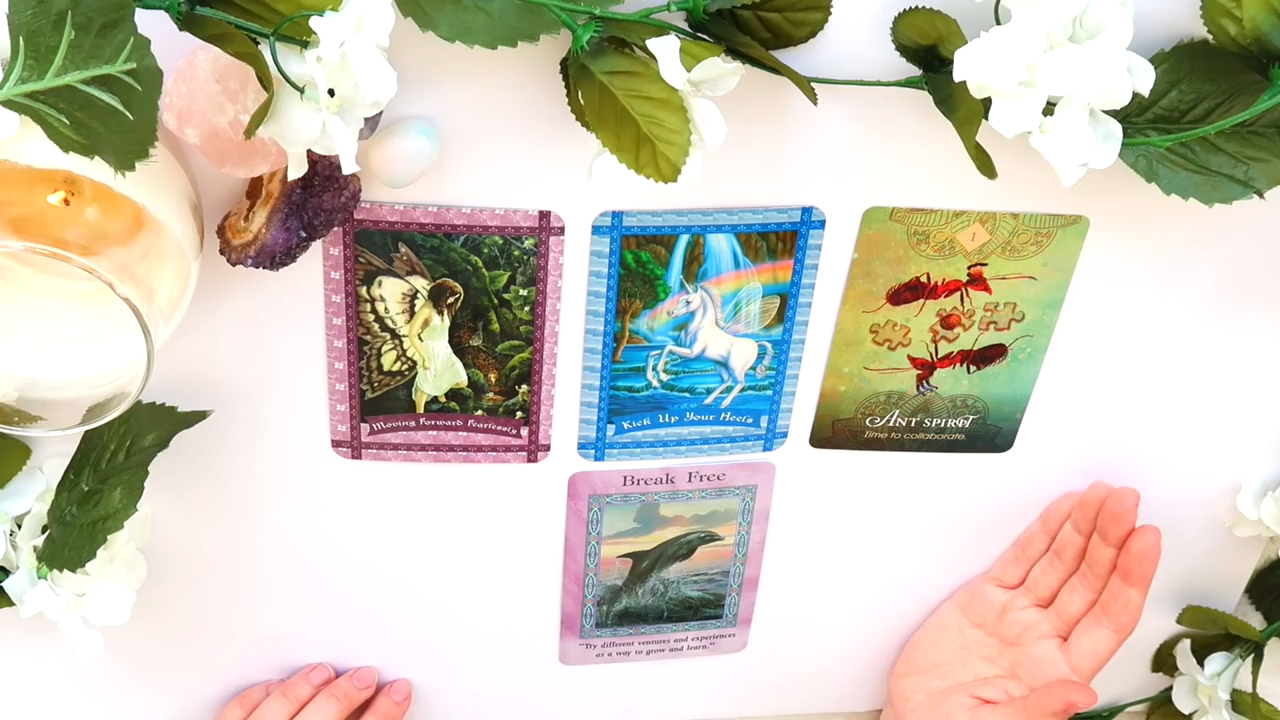 Moving Forward Fearlessly
Kick Up Your Heels
1
ANT SPIRIT
Time to collaborate.
Break Free
"Try different ventures and experiences
as a way to grow and learn."